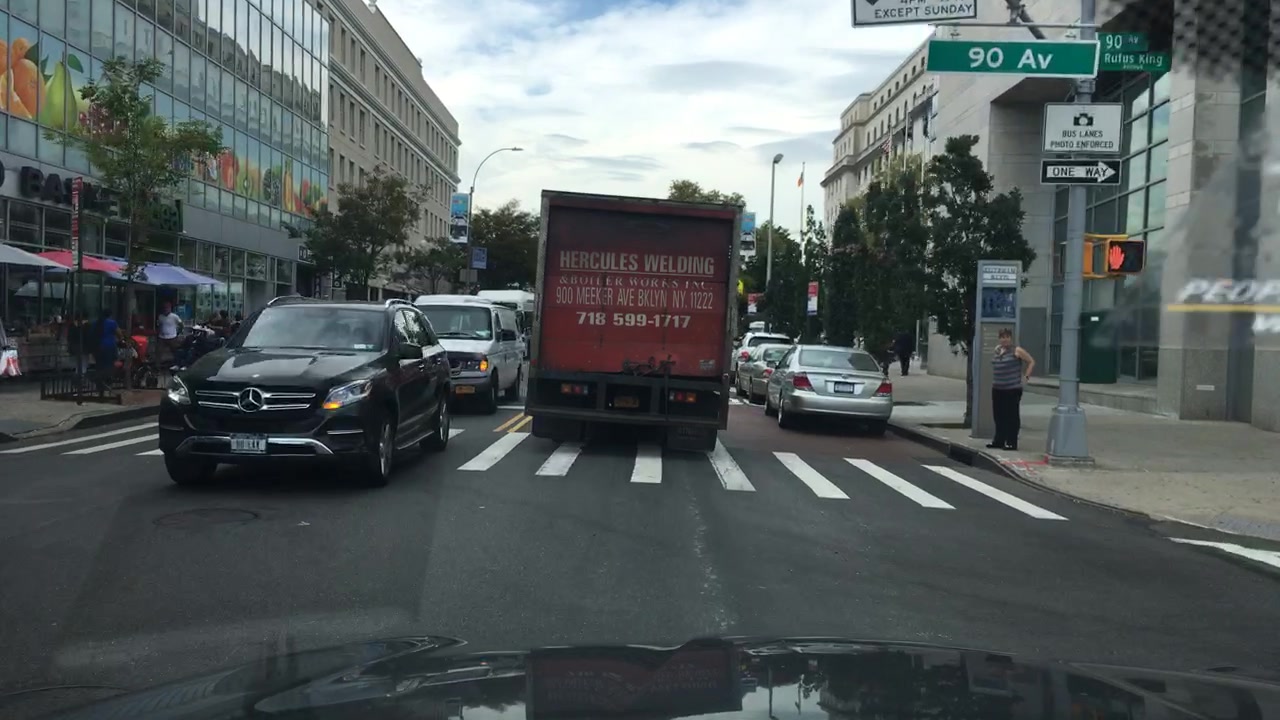 EXCEPT SUNDAY
90 Av
90 Av
Rufus King
BUS LANES
PHOTO ENFORCED
ONE WAY
HERCULES WELDING
& BOILER WORKS INC.
900 MEEKER AVE BKLYN NY. 11222
718 599-1717